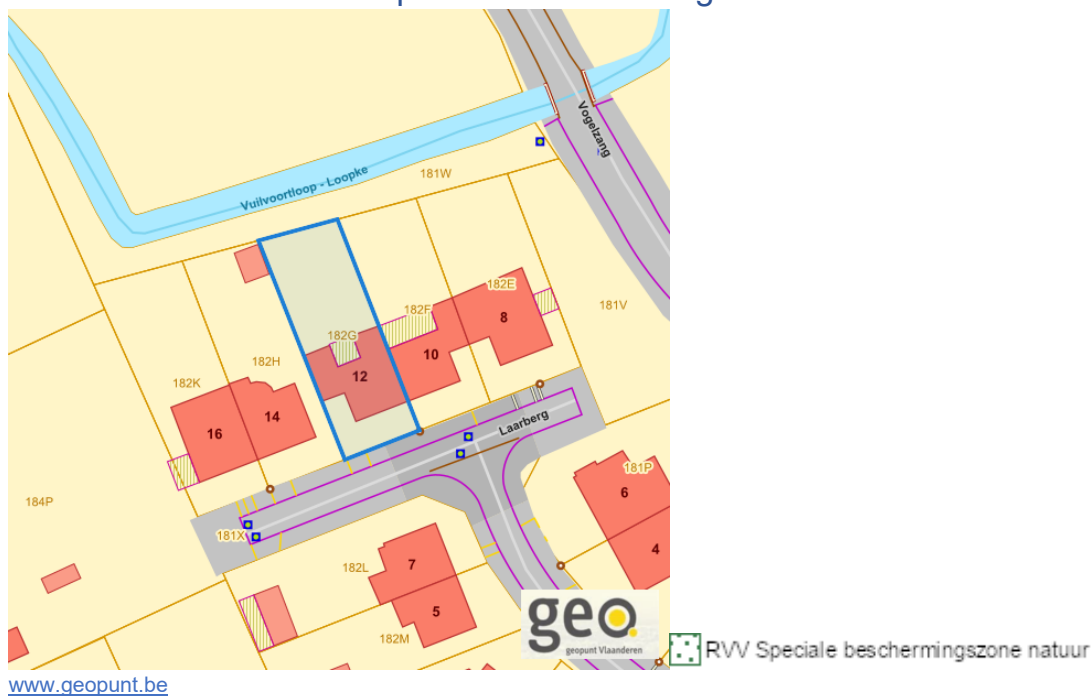 Vogelzang
181W
Vuilvoortloop - Loopke
182E
181V
182F
8
182G
10
182H
12
182K
14
Laarberg
16
181P
6
184P
181X
7
4
182L
5
182M
geo
geopunt Vlaanderen
RVV Speciale beschermingszone natuur
www.geopunt.be